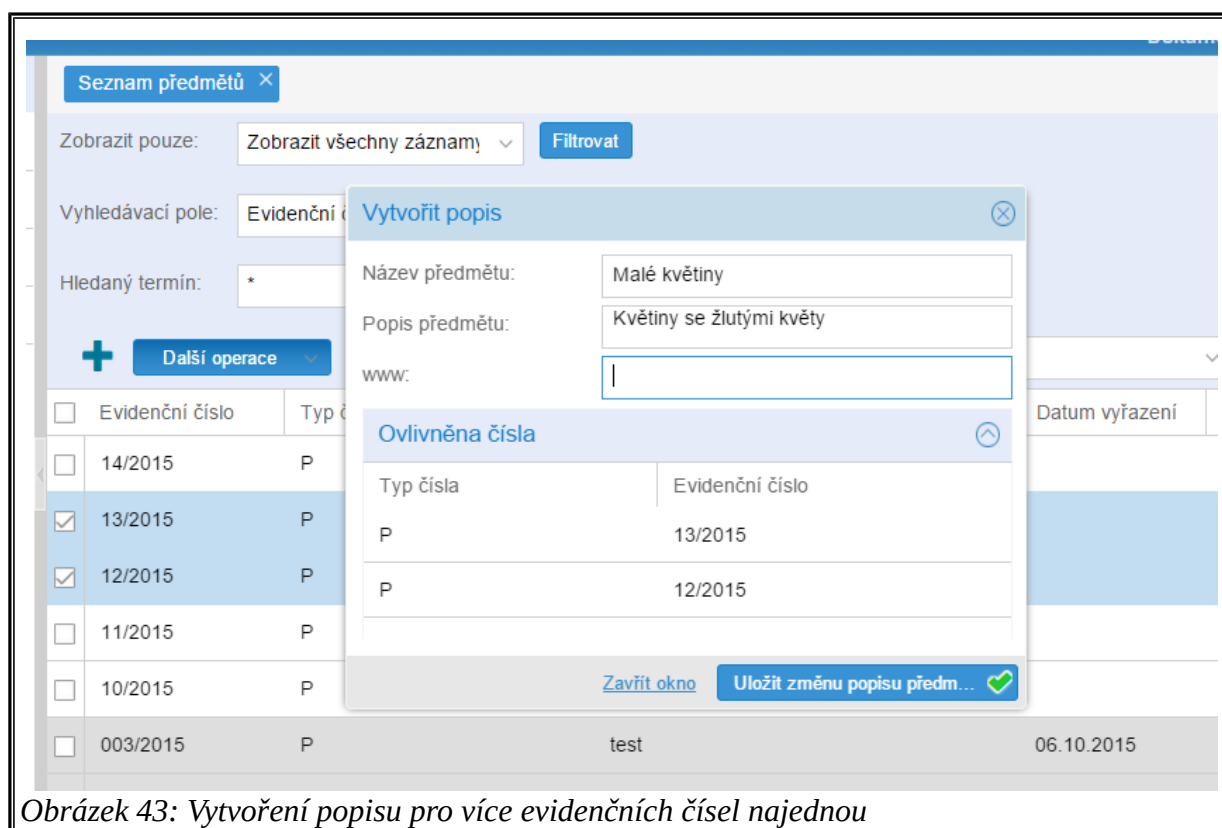 Seznam předmětů
Zobrazit pouze: Zobrazit všechny záznamy Filtrovat
Vyhledávací pole: Evidenční
Vytvořit popis
Název předmětu: Malé květiny
Hledaný termín: *
Popis předmětu: Květiny se žlutými květy
Další operace
www:
Evidenční číslo Typ Datum vyřazení
Ovlivněna čísla
14/2015 P
Typ čísla Evidenční číslo
13/2015 P
P 13/2015
12/2015 P
P 12/2015
11/2015 P
10/2015 P
Zavřít okno Uložit změnu popisu předm...
003/2015 P test 06.10.2015
Obrázek 43: Vytvoření popisu pro více evidenčních čísel najednou